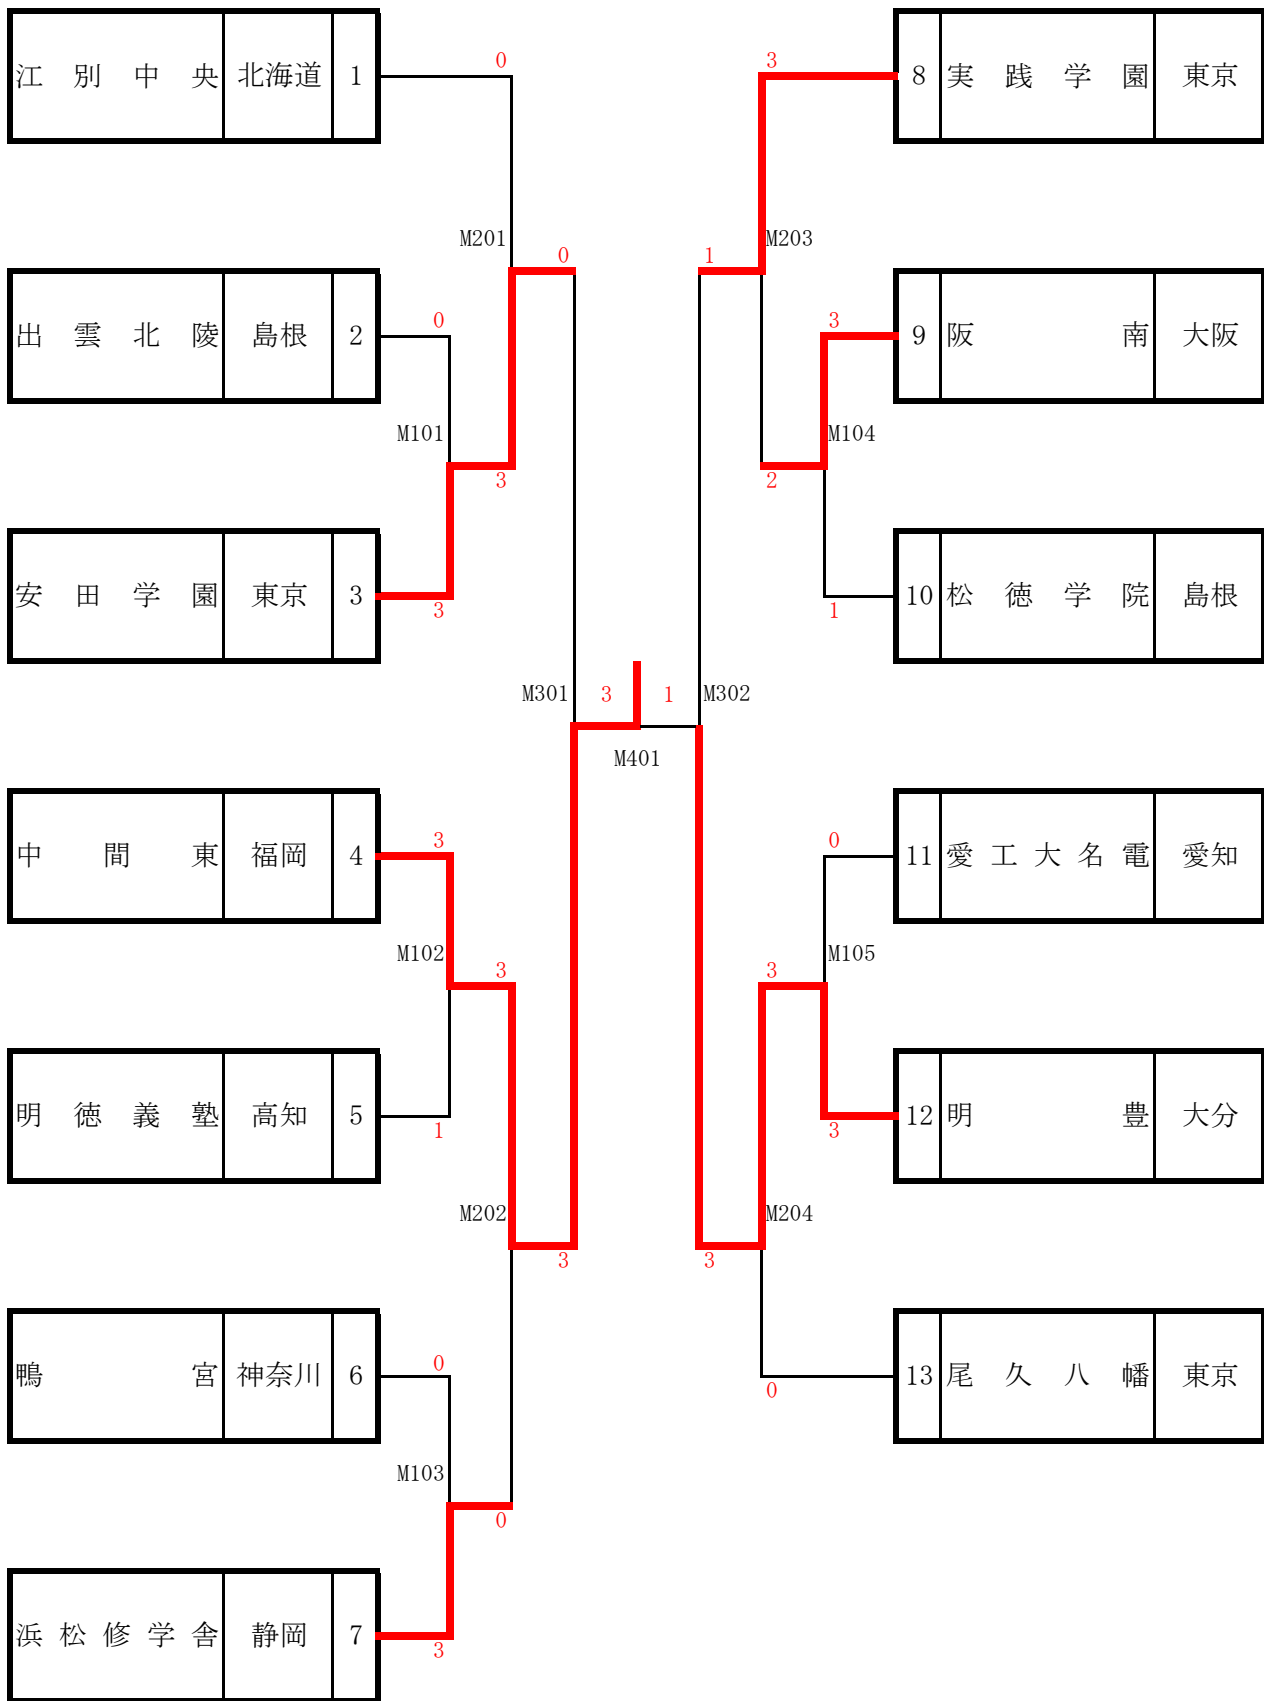 江別中央 北海道 1
0
3
8 実践学園 東京
M201
0
1
M203
出雲北陵 島根 2
0
3
9 阪南 大阪
M101
3
2
M104
安田学園 東京 3
3
1
10 松徳学院 島根
M301
3
1
M302
M401
中間東 福岡 4
3
0
11 愛工大名電 愛知
M102
3
3
M105
明徳義塾 高知 5
1
3
12 明豊 大分
M202
3
3
M204
鴨宮 神奈川 6
0
0
13 尾久八幡 東京
M103
0
浜松修学舎 静岡 7
3